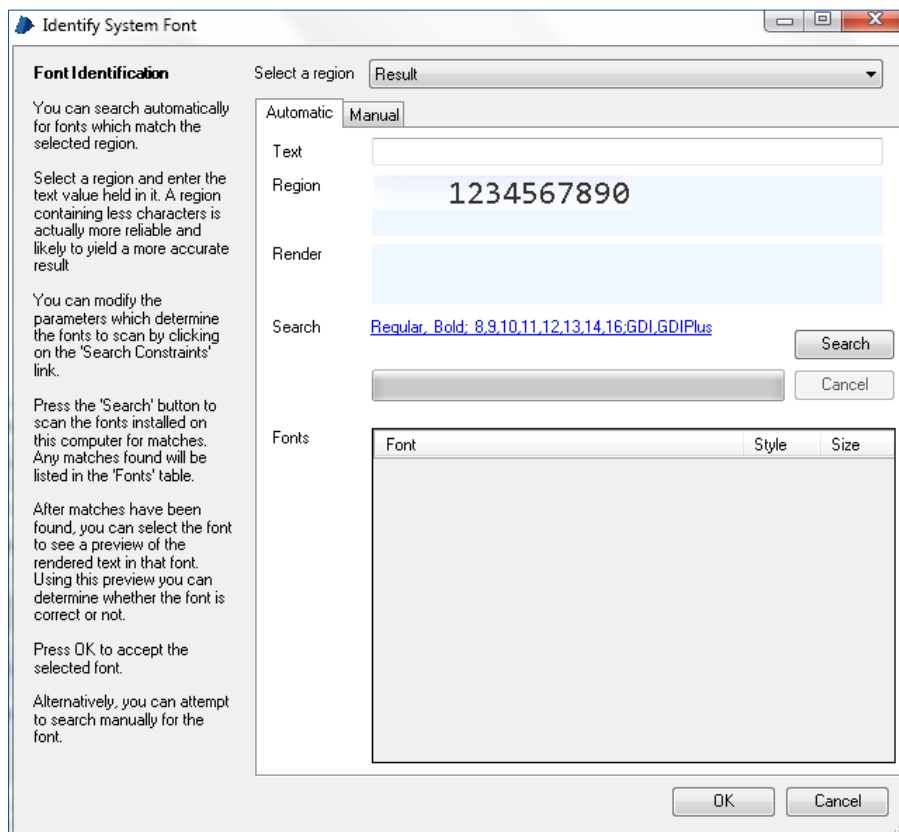 Identify System Font
Font Identification
You can search automatically
for fonts which match the
selected region.
Select a region and enter the
text value held in it. A region
containing less characters is
actually more reliable and
likely to yield a more accurate
result
You can modify the
parameters which determine
the fonts to scan by clicking
on the 'Search Constraints'
link.
Press the 'Search' button to
scan the fonts installed on
this computer for matches.
Any matches found will be
listed in the 'Fonts' table.
After matches have been
found, you can select the font
to see a preview of the
rendered text in that font.
Using this preview you can
determine whether the font is
correct or not.
Press OK to accept the
selected font.
Alternatively, you can attempt
to search manually for the
font.
Select a region Result
Automatic Manual
Text
Region 1234567890
Render
Search Regular, Bold; 8,9,10,11,12,13,14,16;GDI,GDIPlus
Search
Cancel
Fonts Font Style Size
OK Cancel